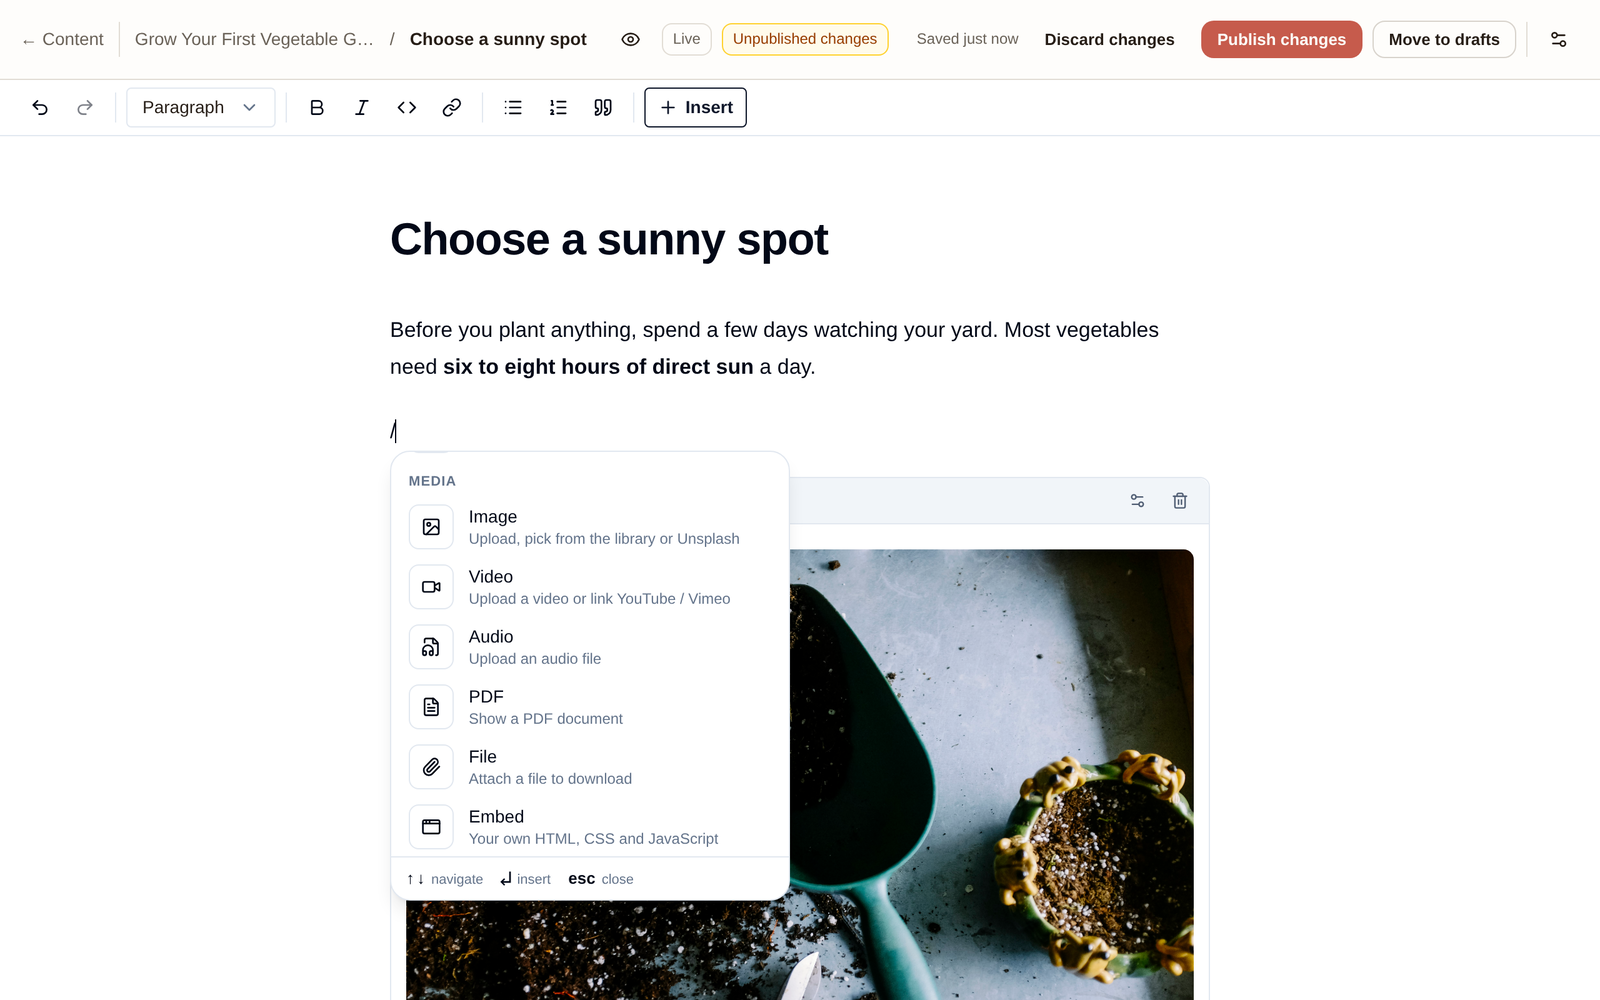 ← Content
Grow Your First Vegetable G… / Choose a sunny spot
Live
Unpublished changes
Saved just now
Discard changes
Publish changes
Move to drafts
Paragraph
Insert
Choose a sunny spot
Before you plant anything, spend a few days watching your yard. Most vegetables
need six to eight hours of direct sun a day.
/
MEDIA
Image
Upload, pick from the library or Unsplash
Video
Upload a video or link YouTube / Vimeo
Audio
Upload an audio file
PDF
Show a PDF document
File
Attach a file to download
Embed
Your own HTML, CSS and JavaScript
↑ ↓ navigate ↵ insert esc close